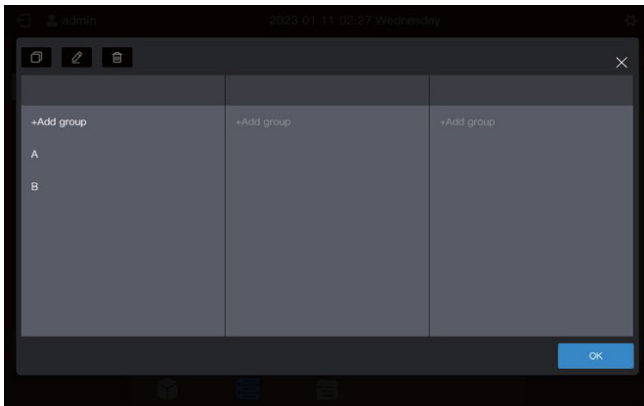 admin 2023 01 11 02:27 Wednesday
+Add group +Add group +Add group
A
B
OK